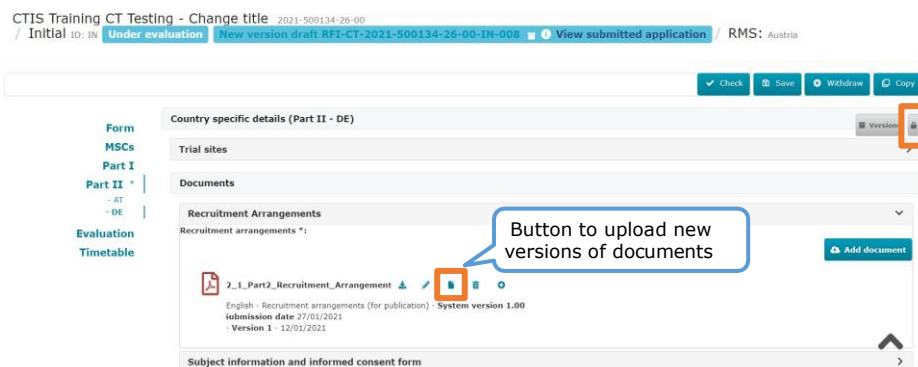 CTIS Training CT Testing - Change title 2021-500134-26-00
/ Initial ID: IN Under evaluation New version draft RFI-CT-2021-500134-26-00-IN-008 View submitted application / RMS: Austria
Check Save Withdraw Copy
Country specific details (Part II - DE)
Versions
Form
MSCs
Part I
Part II *
- AT
- DE
Evaluation
Timetable
Trial sites
Documents
Recruitment Arrangements
Recruitment arrangements *:
Button to upload new
versions of documents
Add document
2_1_Part2_Recruitment_Arrangement
English · Recruitment arrangements (for publication) · System version 1.00
submission date 27/01/2021
· Version 1 · 12/01/2021
Subject information and informed consent form